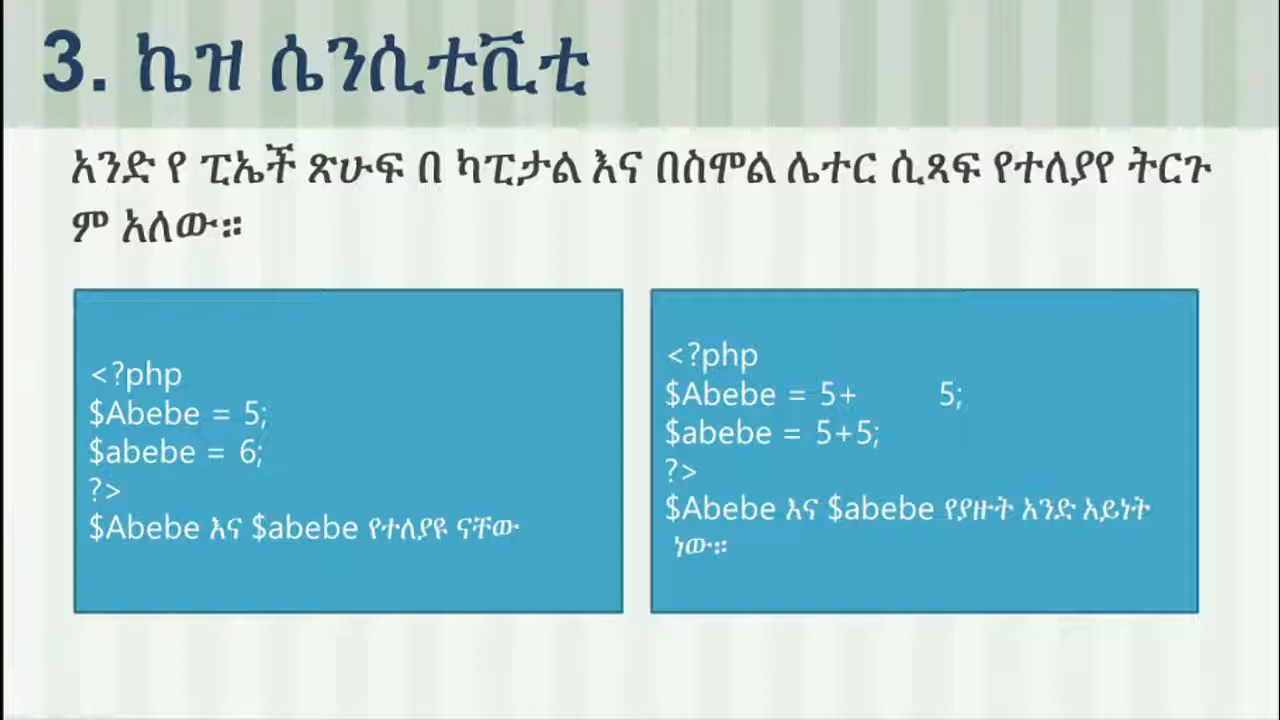 3. ኬዝ ሴንሲቲቪቲ
አንድ የ ፒኤች ጽሁፍ በ ካፒታል እና በስሞል ሌተር ሲጻፍ የተለያየ ትርጉ
ም አለው።
<?php
$Abebe = 5;
$abebe = 6;
?>
$Abebe እና $abebe የተለያዩ ናቸው
<?php
$Abebe = 5+ 5;
$abebe = 5+5;
?>
$Abebe እና $abebe የያዙት አንድ አይነት
ነው።